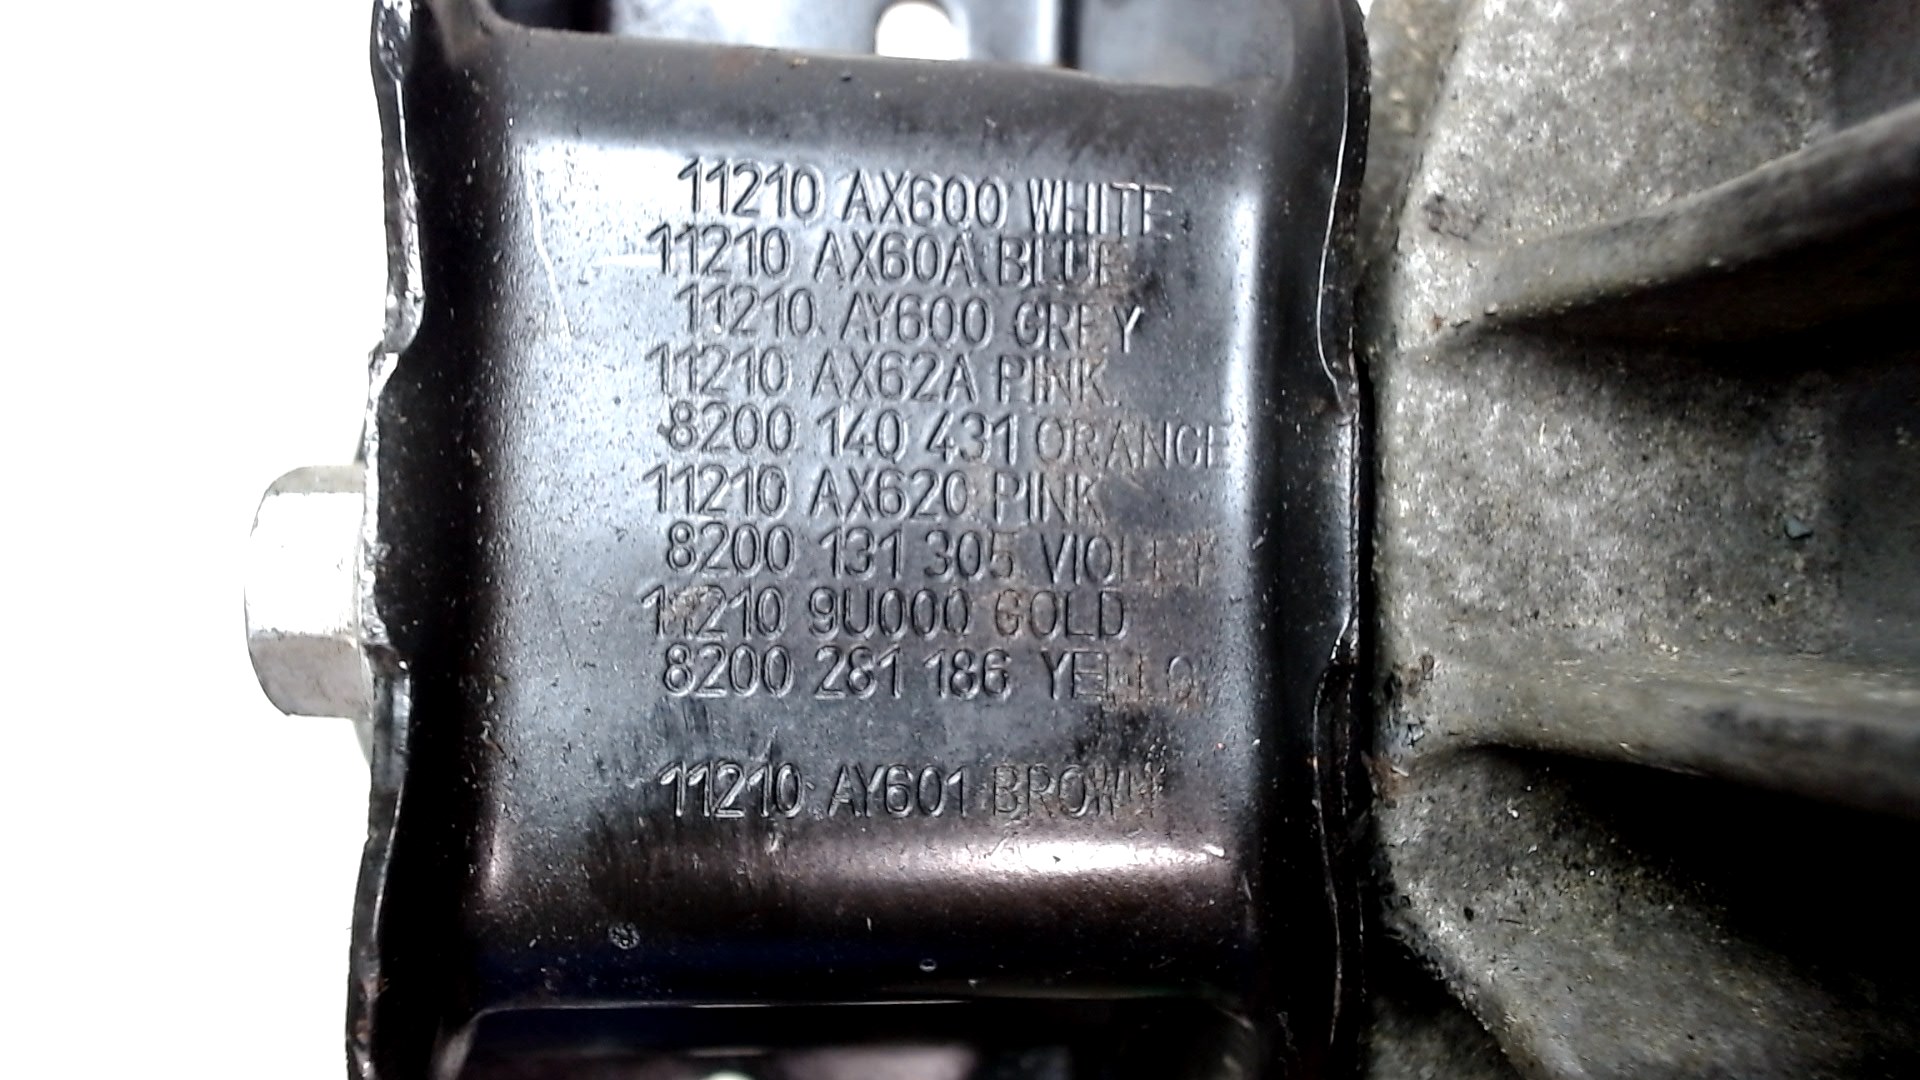 11210 AX600 WHITE
11210 AX60A BLUE
11210 AY600 GREY
11210 AX62A PINK
8200 140 431 ORANGE
11210 AX620 PINK
8200 131 305 VIOLET
11210 9U000 GOLD
8200 281 186 YELLOW
11210 AY601 BROWN